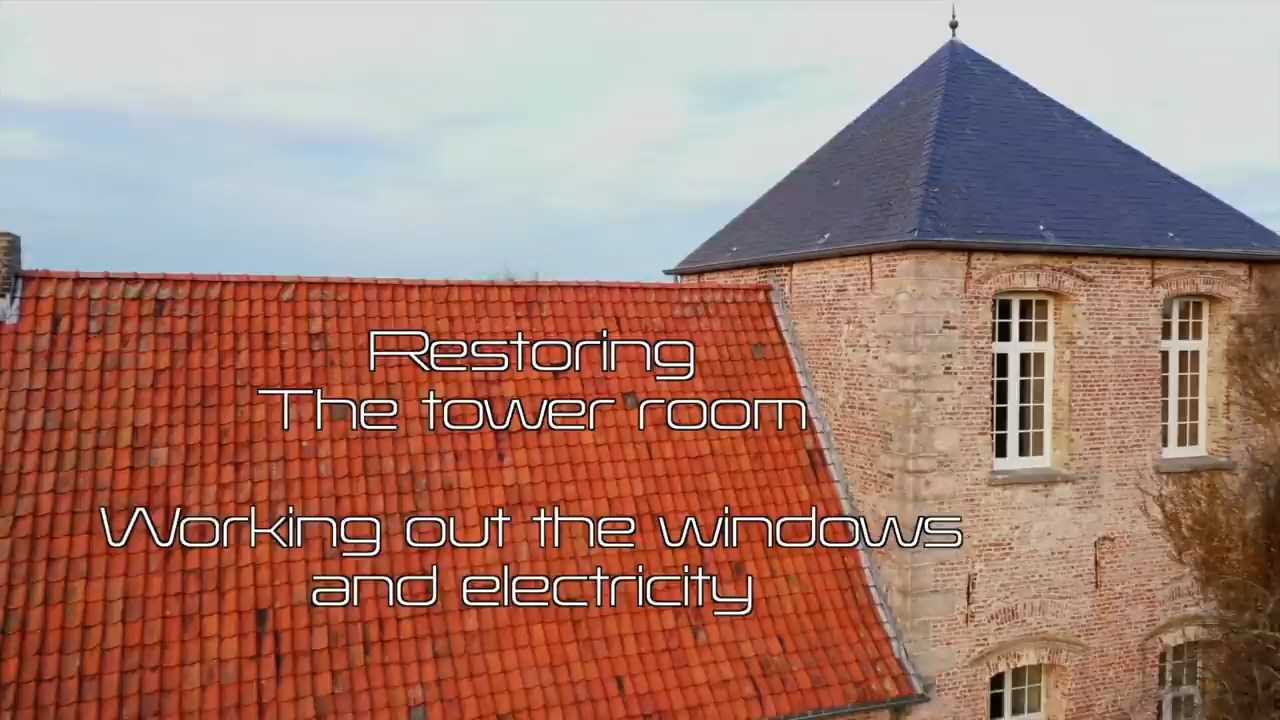 Restoring
The tower room
Working out the windows
and electricity